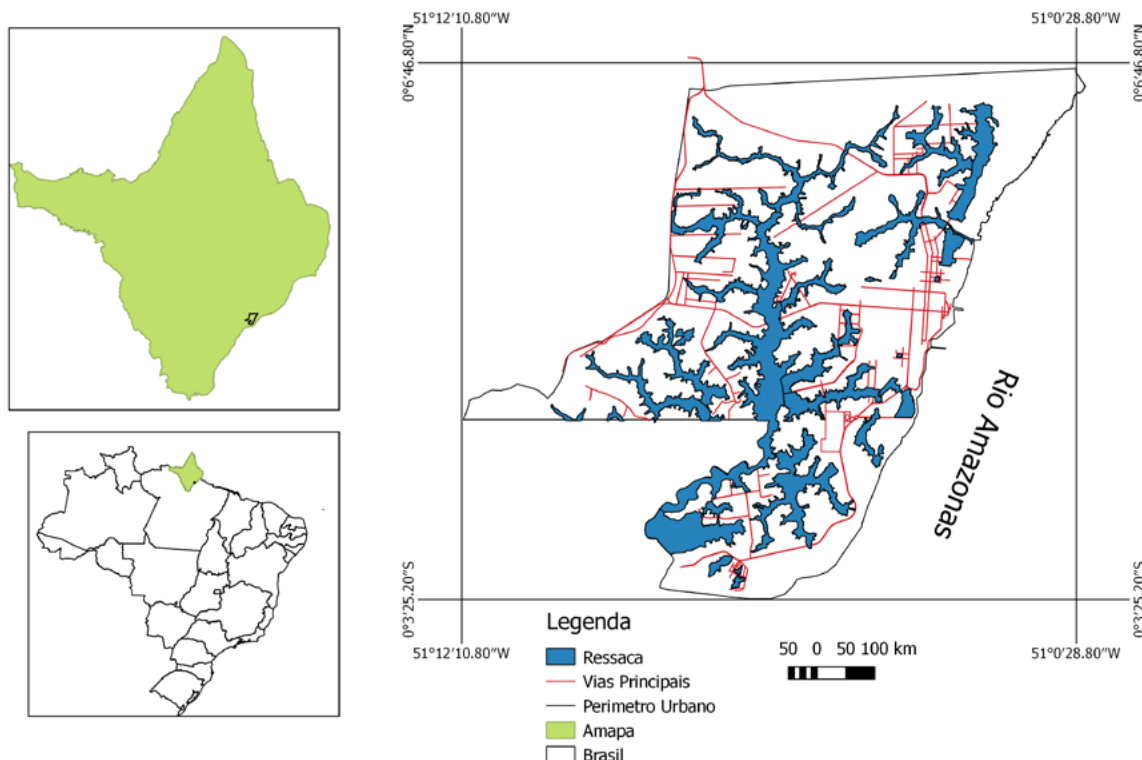 51°12′10.80″W
51°0′28.80″W
0°6′46.80″N
0°6′46.80″N
Rio Amazonas
0°3′25.20″S
0°3′25.20″S
51°12′10.80″W
51°0′28.80″W
Legenda
Ressaca
Vias Principais
Perimetro Urbano
Amapa
Brasil
50 0 50 100 km